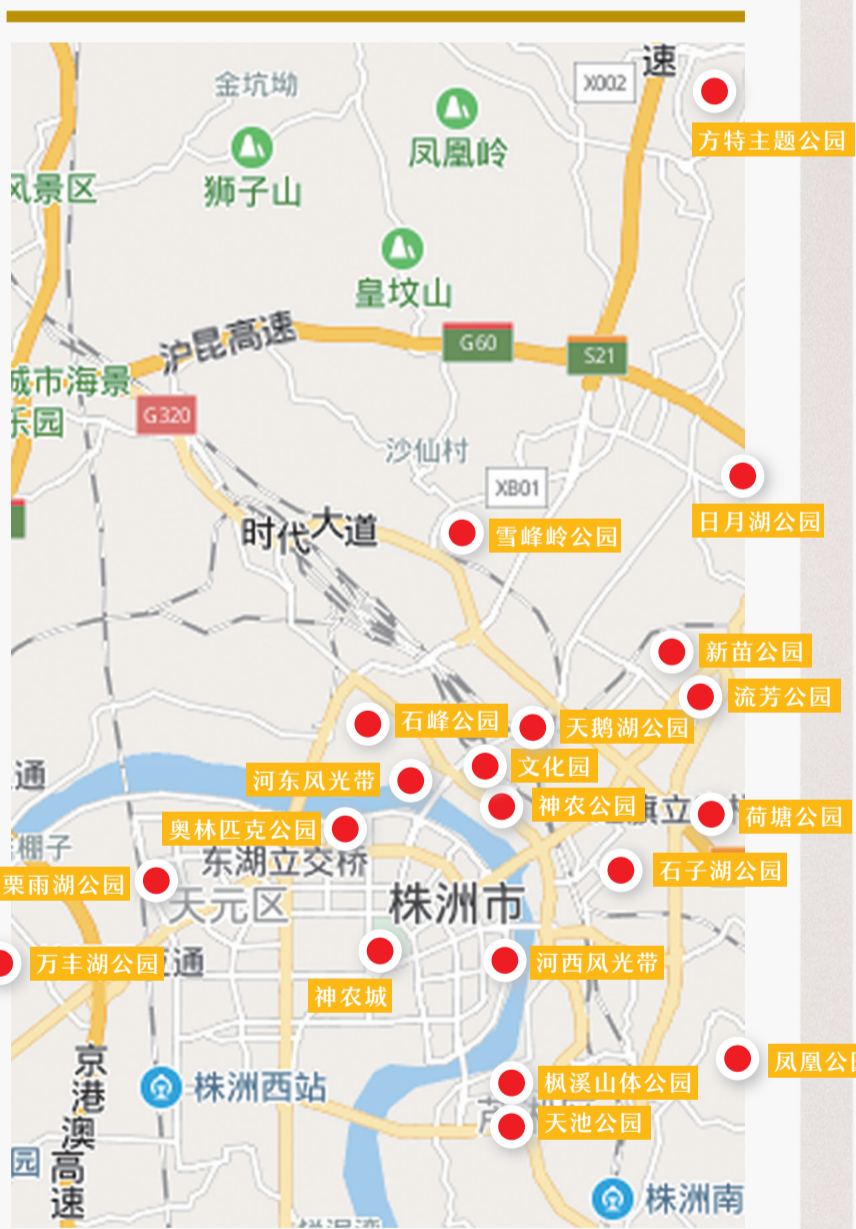 速
X002
方特主题公园
金坑坳
凤凰岭
狮子山
风景区
皇坟山
沪昆高速
G60
S21
城市海景
乐园
G320
沙仙村
XB01
日月湖公园
时代大道
雪峰岭公园
新苗公园
流芳公园
石峰公园
天鹅湖公园
通
河东风光带
文化园
神农公园
旗立
荷塘公园
奥林匹克公园
棚子
东湖立交桥
石子湖公园
栗雨湖公园
天元区
株洲市
万丰湖公园
通
河西风光带
神农城
京港澳高速
株洲西站
凤凰公园
枫溪山体公园
天池公园
园
株洲南